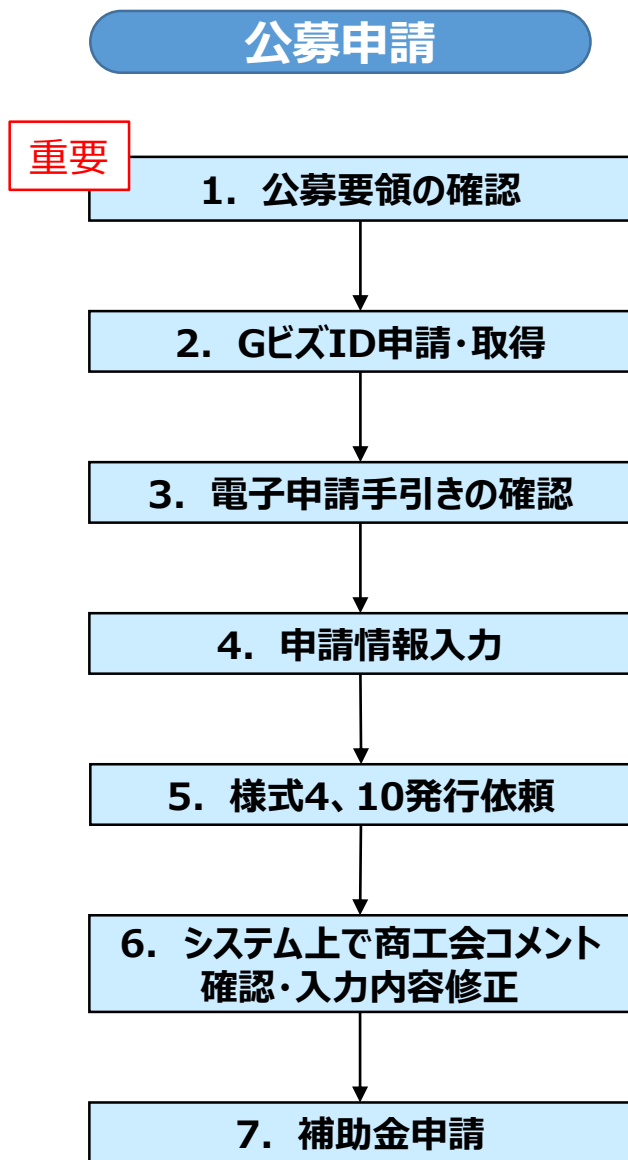 公募申請
重要
1. 公募要領の確認
2. GビズID申請・取得
3. 電子申請手引きの確認
4. 申請情報入力
5. 様式4、10発行依頼
6. システム上で商工会コメント
確認・入力内容修正
7. 補助金申請